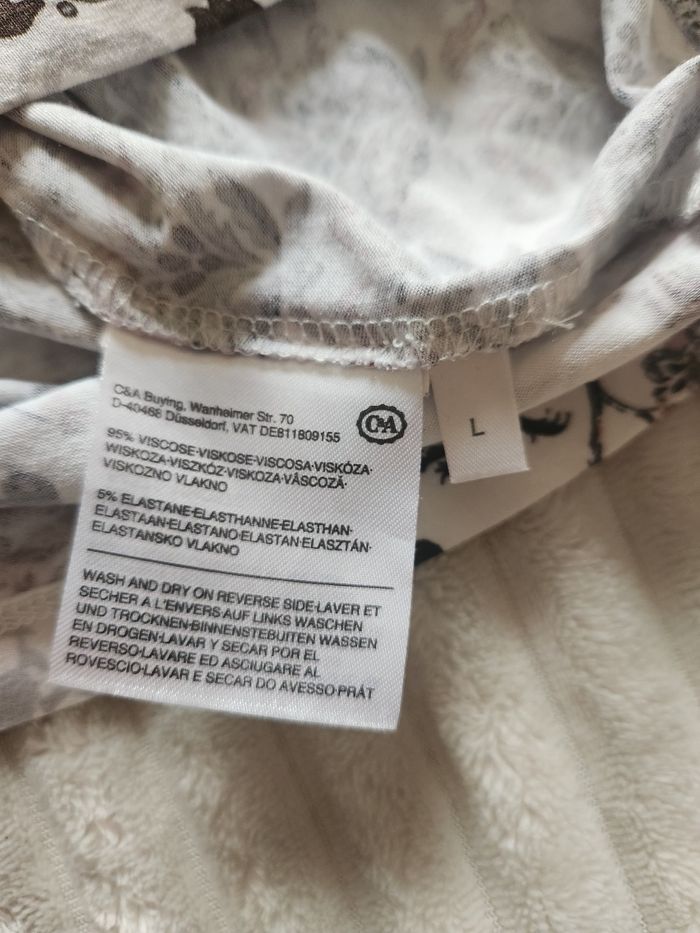 C&A Buying, Wanheimer Str. 70
D-40468 Düsseldorf, VAT DE811809155
C&A
95% VISCOSE·VISKOSE·VISCOSA·VISKÓZA·
WISKOZA·VISZKÓZ·VISKOZA·VÂSCOZĂ·
VISKOZNO VLAKNO
5% ELASTANE·ELASTHANNE·ELASTHAN·
ELASTAAN·ELASTANO·ELASTAN·ELASZTÁN·
ELASTANSKO VLAKNO
WASH AND DRY ON REVERSE SIDE·LAVER ET
SECHER A L'ENVERS·AUF LINKS WASCHEN
UND TROCKNEN·BINNENSTEBUITEN WASSEN
EN DROGEN·LAVAR Y SECAR POR EL
REVERSO·LAVARE ED ASCIUGARE AL
ROVESCIO·LAVAR E SECAR DO AVESSO·PRÁT
L